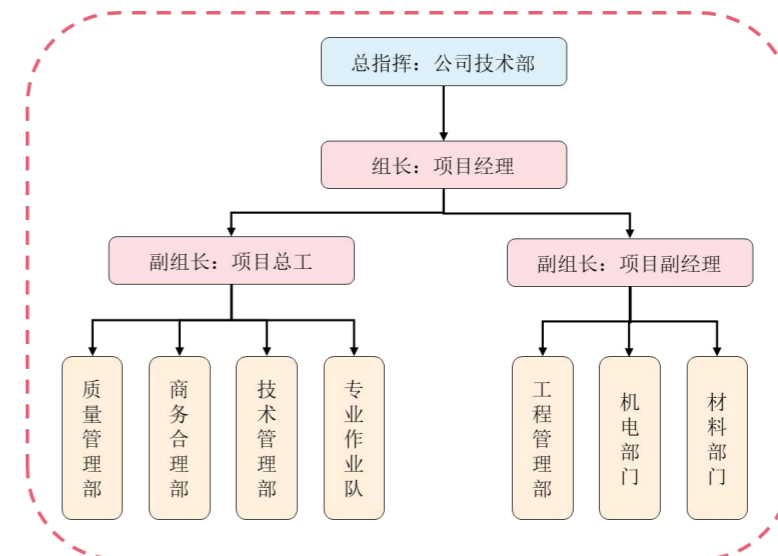 总指挥：公司技术部
组长：项目经理
副组长：项目总工
副组长：项目副经理
质量管理部
商务合理部
技术管理部
专业作业队
工程管理部
机电部门
材料部门